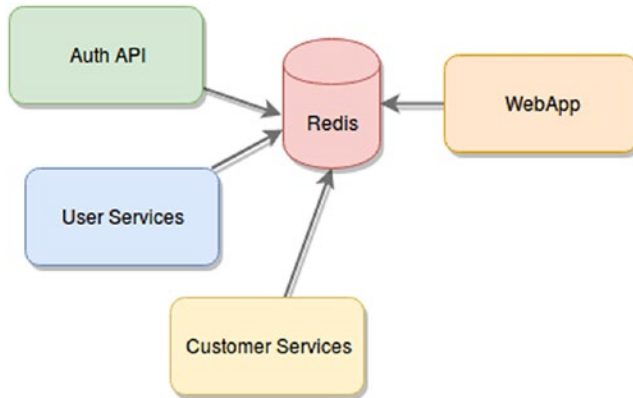 Auth API
Redis
WebApp
User Services
Customer Services